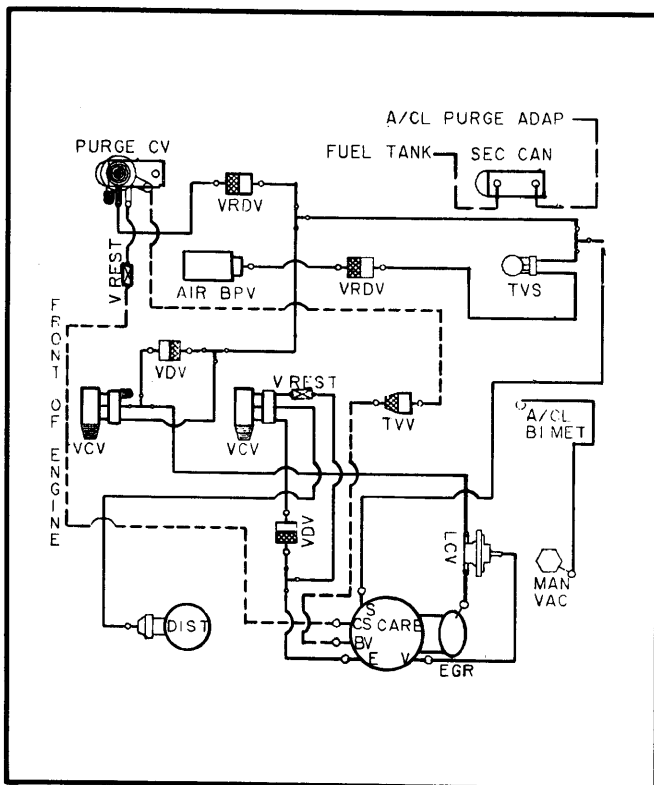 A/CL PURGE ADAP
PURGE CV
FUEL TANK
SEC CAN
VRDV
V REST
AIR BPV
VRDV
TVS
FRONT OF ENGINE
VDV
V REST
TVV
A/CL
BI MET
VCV
VCV
VDV
LCV
MAN
VAC
DIST
S
CS
CARB
BV
E
V
EGR